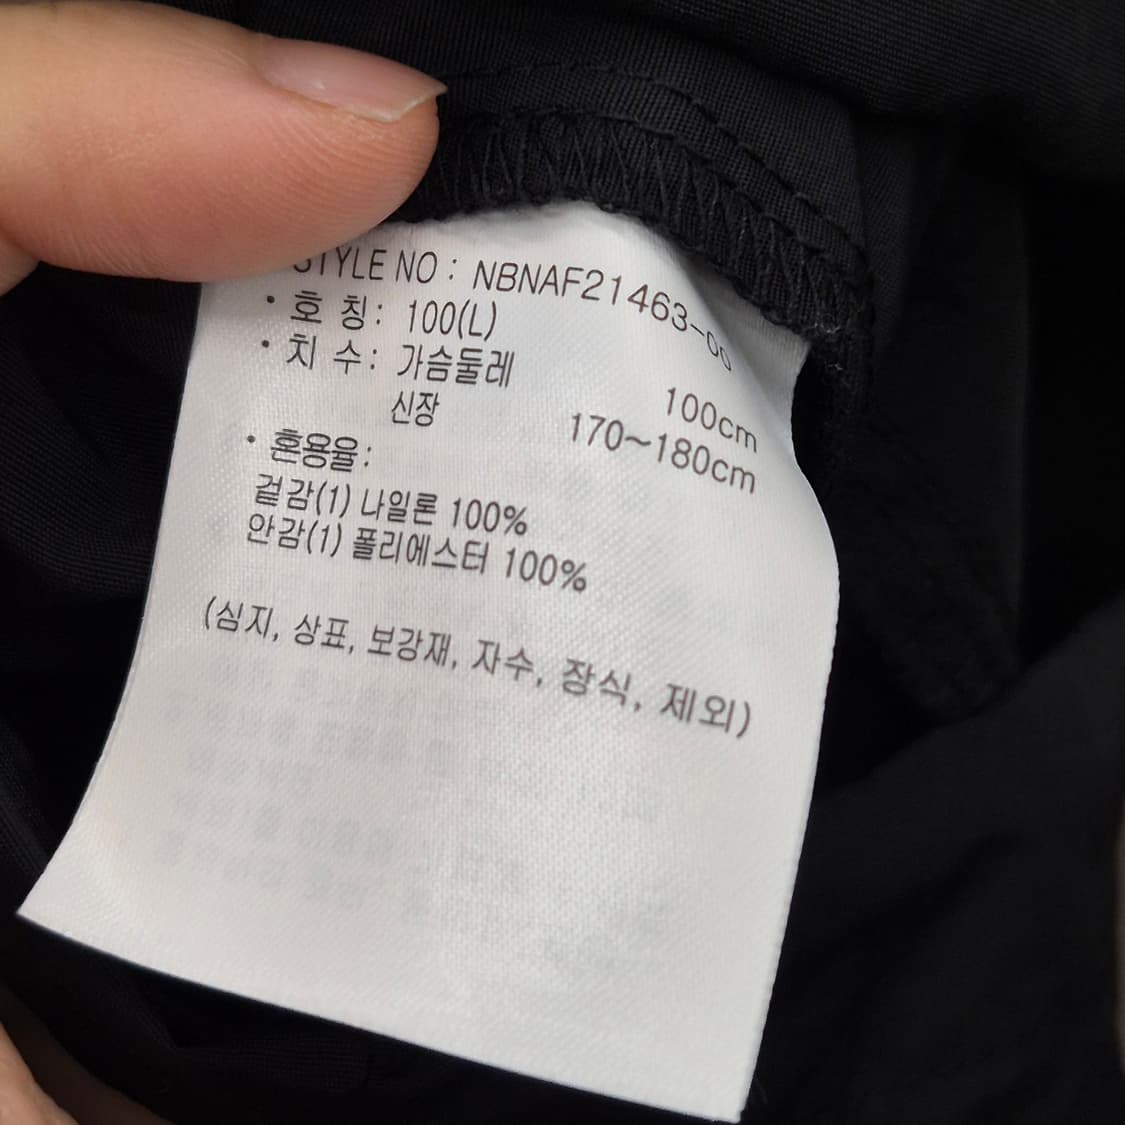 STYLE NO : NBNAF21463-00
· 호 칭 : 100(L)
· 치 수 : 가슴둘레 100cm
신장 170~180cm
· 혼용율 :
겉감(1) 나일론 100%
안감(1) 폴리에스터 100%
(심지, 상표, 보강재, 자수, 장식, 제외)